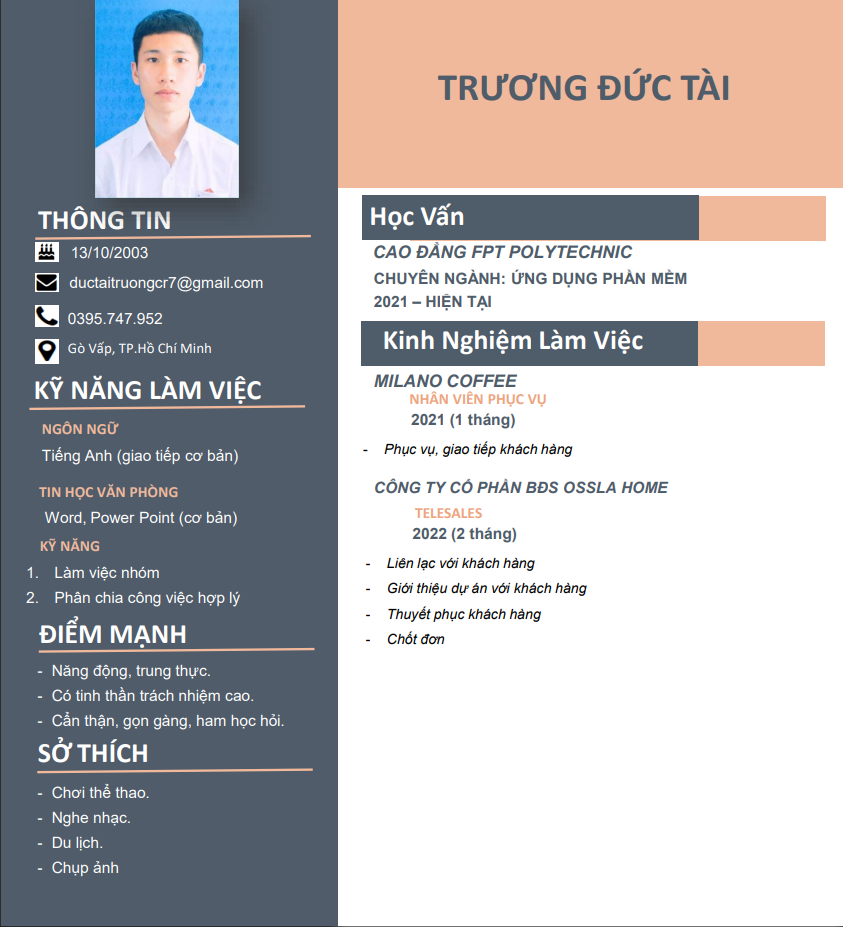 TRƯƠNG ĐỨC TÀI
THÔNG TIN
13/10/2003
ductaitruongcr7@gmail.com
0395.747.952
Gò Vấp, TP.Hồ Chí Minh
KỸ NĂNG LÀM VIỆC
NGÔN NGỮ
Tiếng Anh (giao tiếp cơ bản)
TIN HỌC VĂN PHÒNG
Word, Power Point (cơ bản)
KỸ NĂNG
1. Làm việc nhóm
2. Phân chia công việc hợp lý
ĐIỂM MẠNH
- Năng động, trung thực.
- Có tinh thần trách nhiệm cao.
- Cẩn thận, gọn gàng, ham học hỏi.
SỞ THÍCH
- Chơi thể thao.
- Nghe nhạc.
- Du lịch.
- Chụp ảnh
Học Vấn
CAO ĐẲNG FPT POLYTECHNIC
CHUYÊN NGÀNH: ỨNG DỤNG PHẦN MÈM
2021 – HIỆN TẠI
Kinh Nghiệm Làm Việc
MILANO COFFEE
NHÂN VIÊN PHỤC VỤ
2021 (1 tháng)
- Phục vụ, giao tiếp khách hàng
CÔNG TY CỔ PHẦN BĐS OSSLA HOME
TELESALES
2022 (2 tháng)
- Liên lạc với khách hàng
- Giới thiệu dự án với khách hàng
- Thuyết phục khách hàng
- Chốt đơn